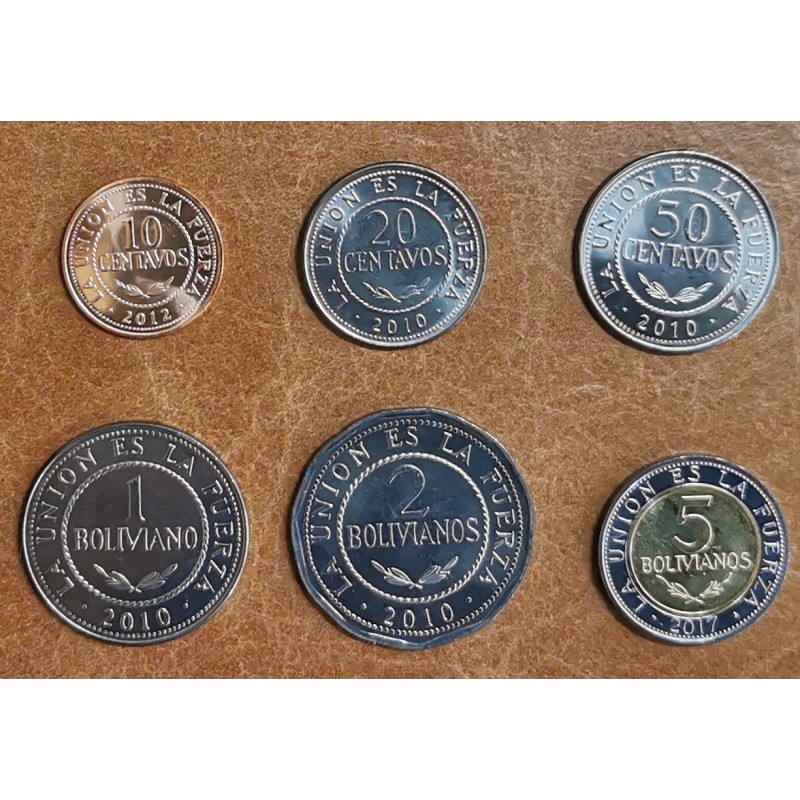 LA UNION ES LA FUERZA
10
CENTAVOS
· 2012 ·
LA UNION ES LA FUERZA
20
CENTAVOS
· 2010 ·
LA UNION ES LA FUERZA
50
CENTAVOS
· 2010 ·
LA UNION ES LA FUERZA
1
BOLIVIANO
· 2010 ·
LA UNION ES LA FUERZA
2
BOLIVIANOS
· 2010 ·
LA UNION ES LA FUERZA
5
BOLIVIANOS
· 2017 ·